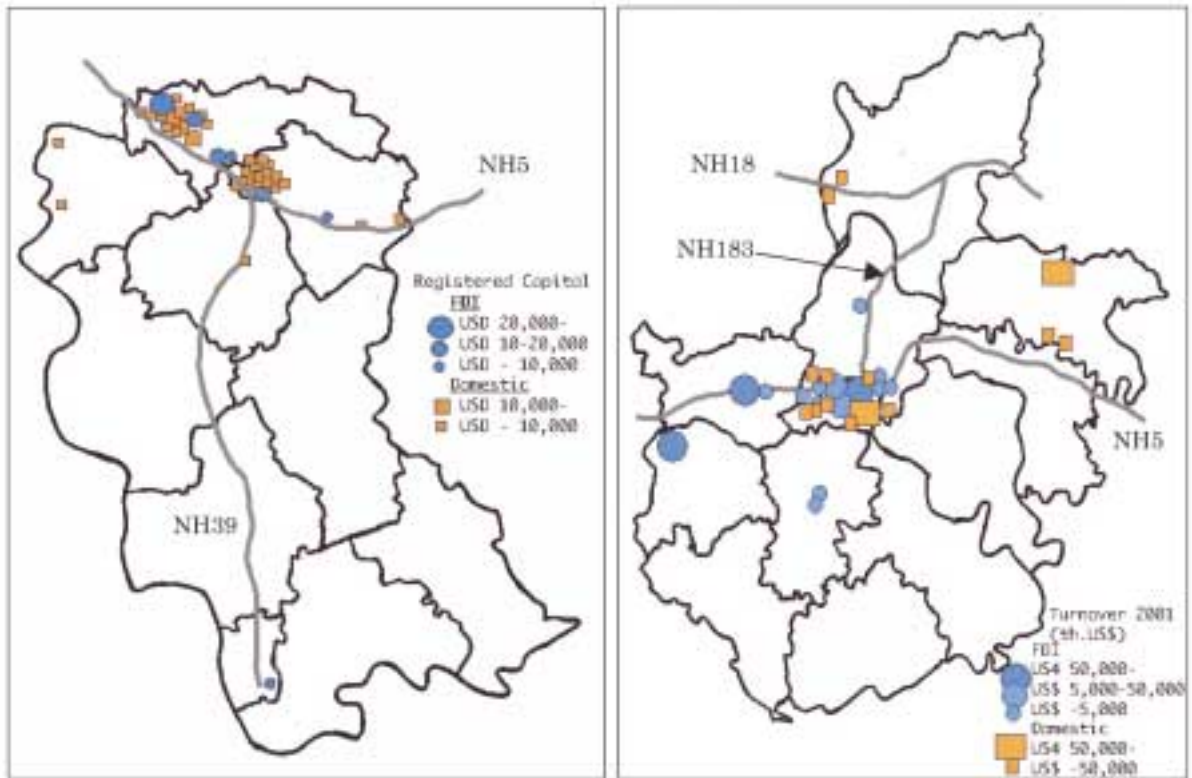 NH5
Registered Capitol
FDI
USD 20,000-
USD 10-20,000
USD - 10,000
Domestic
USD 10,000-
USD - 10,000
NH39
NH18
NH183
NH5
Turnover 2001
(th.US$)
FDI
US$ 50,000-
US$ 5,000-50,000
US$ -5,000
Domestic
US$ 50,000-
US$ -50,000